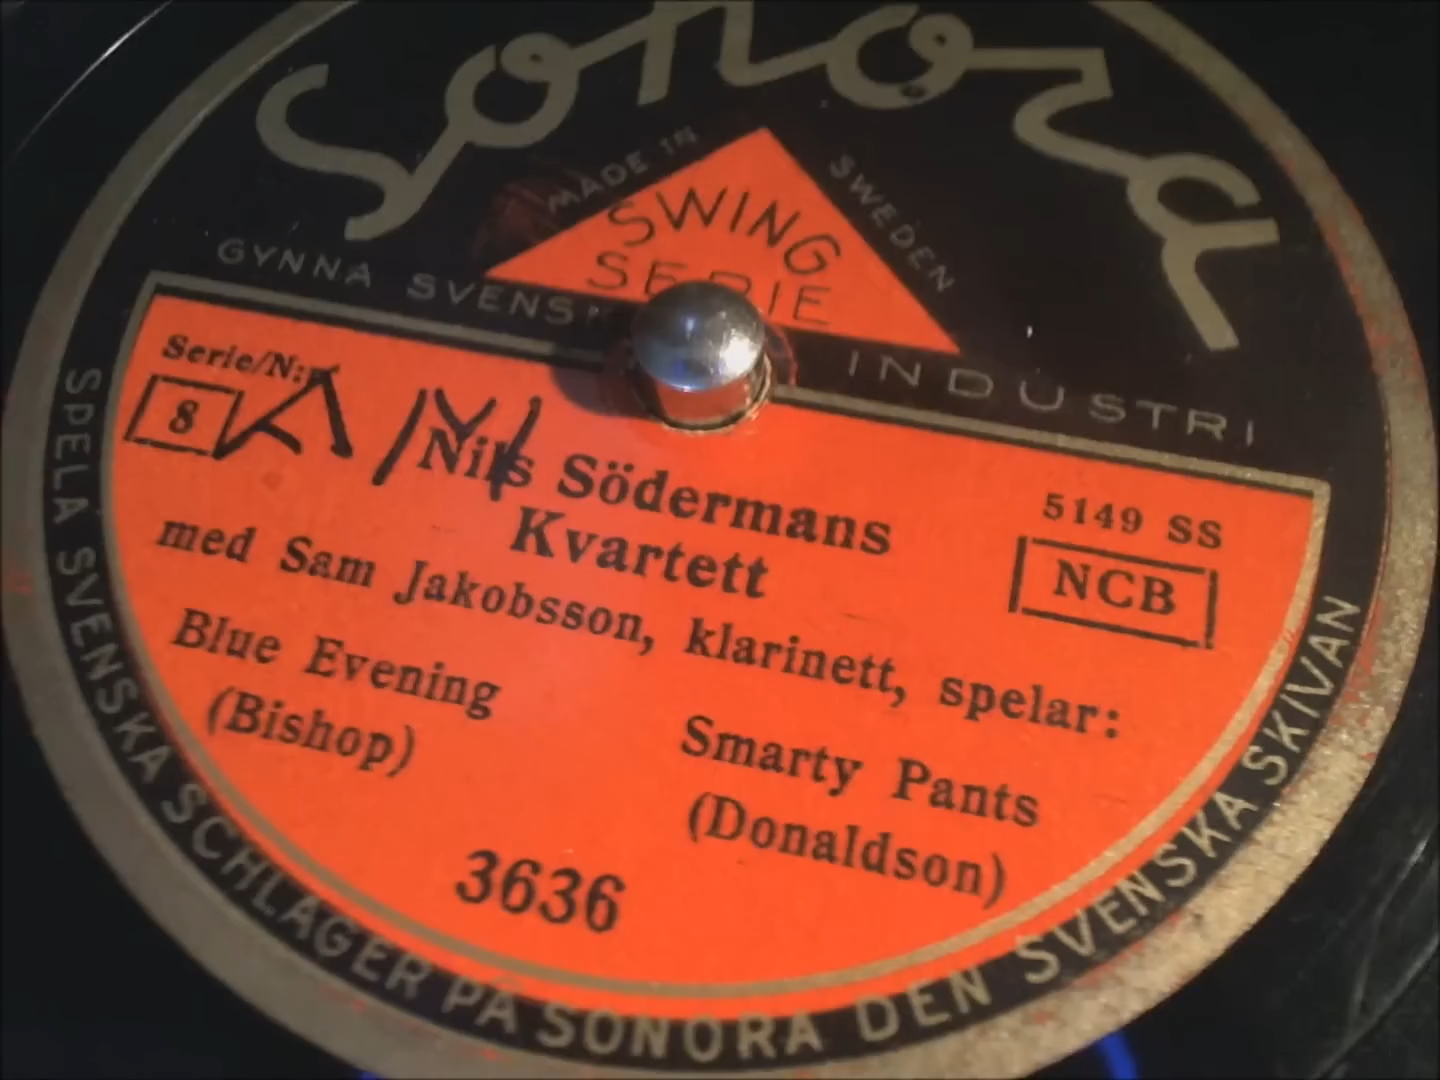 Sonora
MADE IN SWEDEN
SWING
SERIE
GYNNA SVENSK INDUSTRI
Serie/N:r
8
A
Nils Södermans
Kvartett
5149 SS
NCB
med Sam Jakobsson, klarinett, spelar:
Blue Evening
(Bishop)
Smarty Pants
(Donaldson)
3636
SPELA SVENSKA SCHLAGER PÅ SONORA DEN SVENSKA SKIVAN